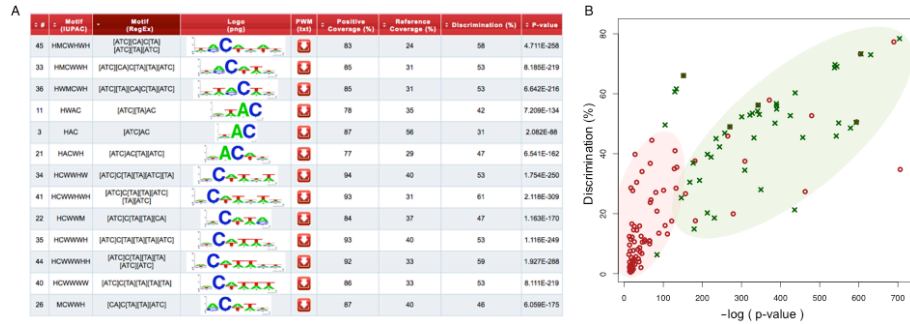 A
#
Motif
(IUPAC)
Motif
(RegEx)
Logo
(png)
PWM
(txt)
Positive
Coverage (%)
Reference
Coverage (%)
Discrimination (%)
P-value
45 HMCWHWH [ATC][CA]C[TA] 83 24 58 4.711E-258
[ATC][TA][ATC]
33 HMCWWH [ATC][CA]C[TA][TA][ATC] 85 31 53 8.185E-219
36 HWMCWH [ATC][TA][CA]C[TA][ATC] 85 31 53 6.642E-216
11 HWAC [ATC][TA]AC 78 35 42 7.209E-134
3 HAC [ATC]AC 87 56 31 2.082E-88
21 HACWH [ATC]AC[TA][ATC] 77 29 47 6.541E-162
34 HCWWHW [ATC]C[TA][TA][ATC][TA] 94 40 53 1.754E-250
41 HCWWHWH [ATC]C[TA][TA][ATC] 93 31 61 2.118E-309
[TA][ATC]
22 HCWWM [ATC]C[TA][TA][CA] 84 37 47 1.163E-170
35 HCWWWH [ATC]C[TA][TA][TA][ATC] 93 40 53 1.116E-249
44 HCWWWHH [ATC]C[TA][TA][TA] 92 33 59 1.927E-288
[ATC][ATC]
40 HCWWWW [ATC]C[TA][TA][TA][TA] 86 33 53 8.111E-219
26 MCWWH [CA]C[TA][TA][ATC] 87 40 46 6.059E-175
B
Discrimination (%)
80
60
40
20
0
0 100 200 300 400 500 600 700
−log ( p-value )